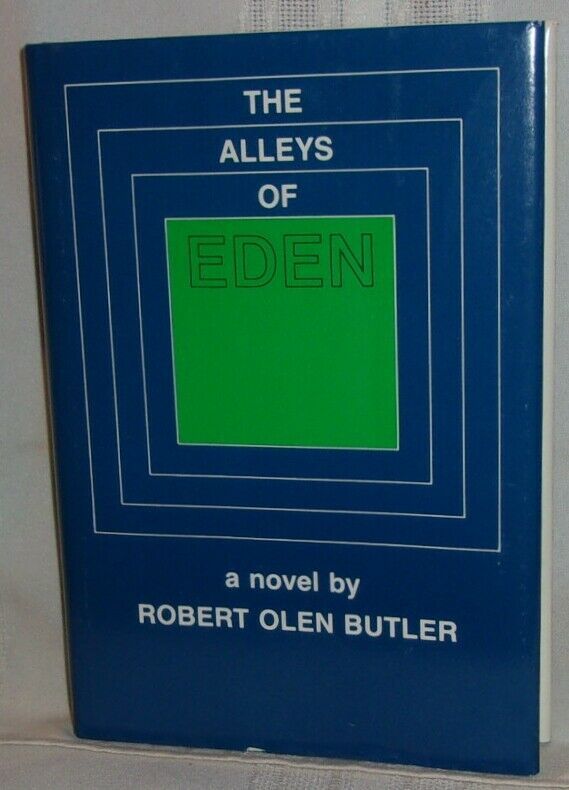 THE
ALLEYS
OF
EDEN
a novel by
ROBERT OLEN BUTLER